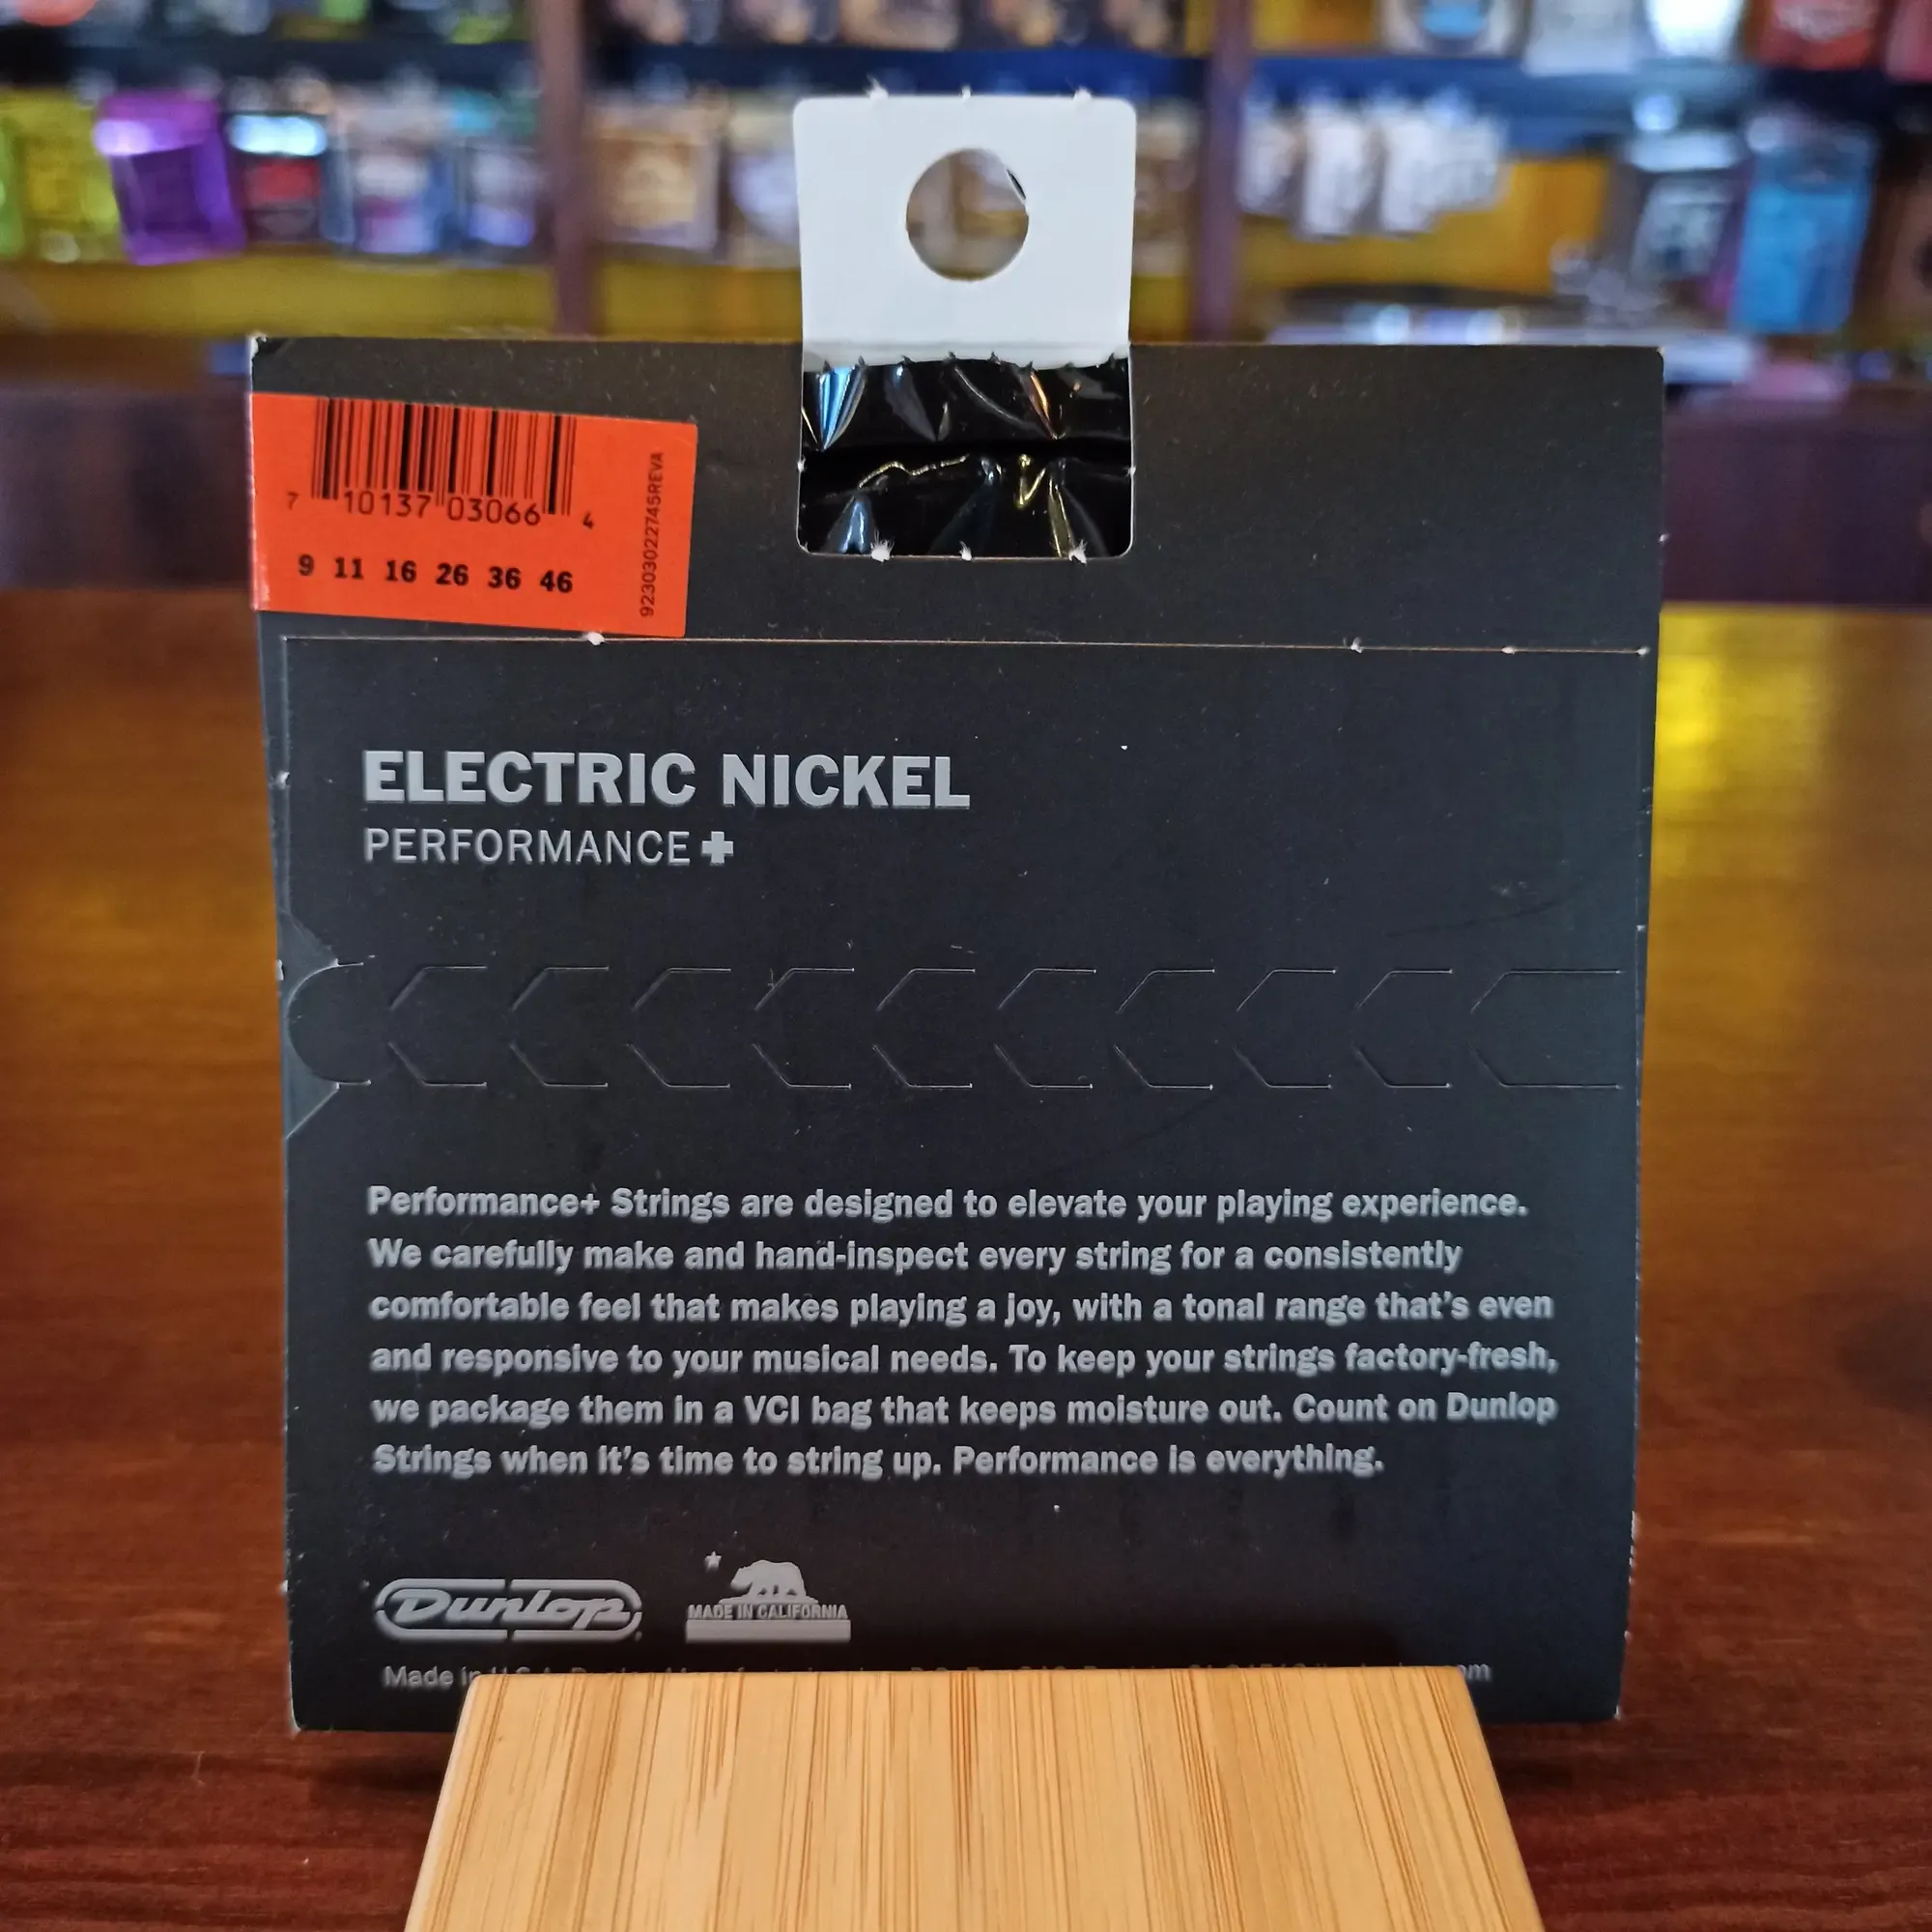 7 10137 03066 4
9 11 16 26 36 46
92303022745REVA
ELECTRIC NICKEL
PERFORMANCE+
Performance+ Strings are designed to elevate your playing experience.
We carefully make and hand-inspect every string for a consistently
comfortable feel that makes playing a joy, with a tonal range that's even
and responsive to your musical needs. To keep your strings factory-fresh,
we package them in a VCI bag that keeps moisture out. Count on Dunlop
Strings when it's time to string up. Performance is everything.
Dunlop
MADE IN CALIFORNIA
Made in